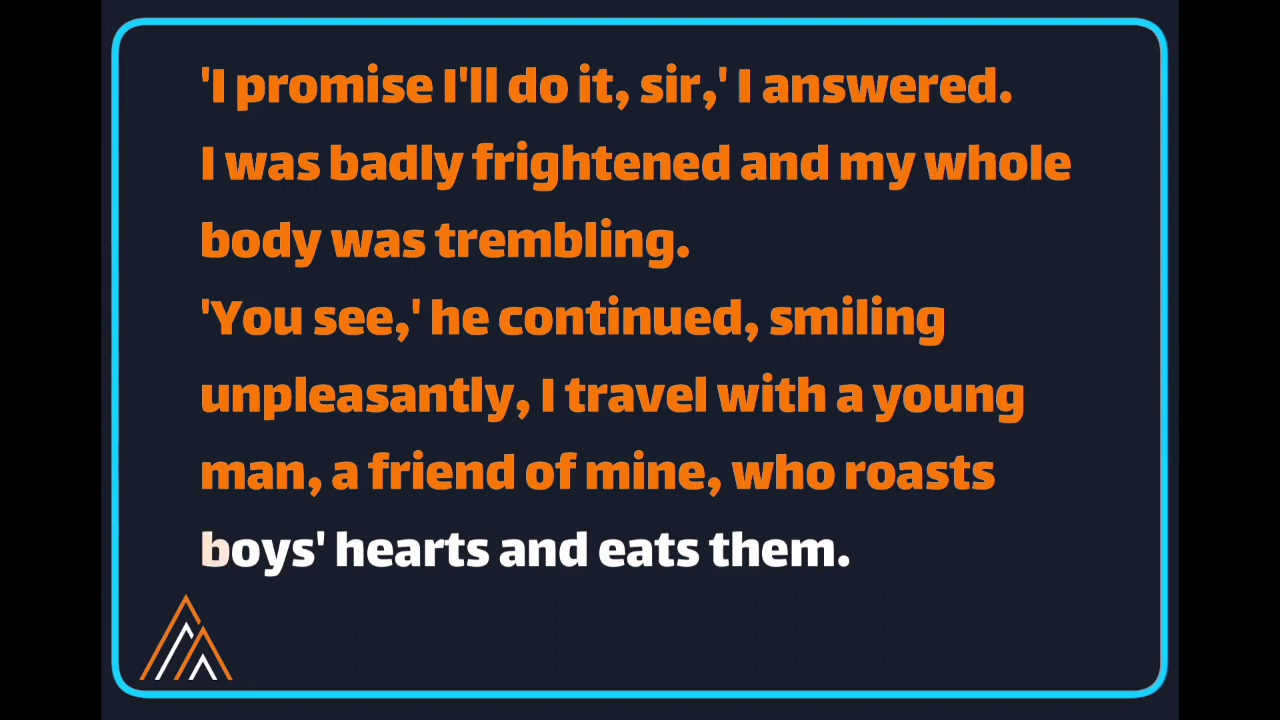 'I promise I'll do it, sir,' I answered.
I was badly frightened and my whole
body was trembling.
'You see,' he continued, smiling
unpleasantly, I travel with a young
man, a friend of mine, who roasts
boys' hearts and eats them.